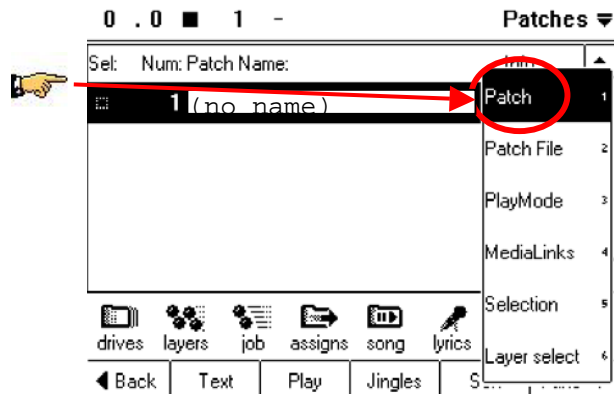 0 .0 ■ 1 - Patches
Sel: Num: Patch Name:
1 (no name)
Patch 1
Patch File 2
PlayMode 3
MediaLinks 4
Selection 5
Layer select 6
drives layers job assigns song lyrics
Back Text Play Jingles